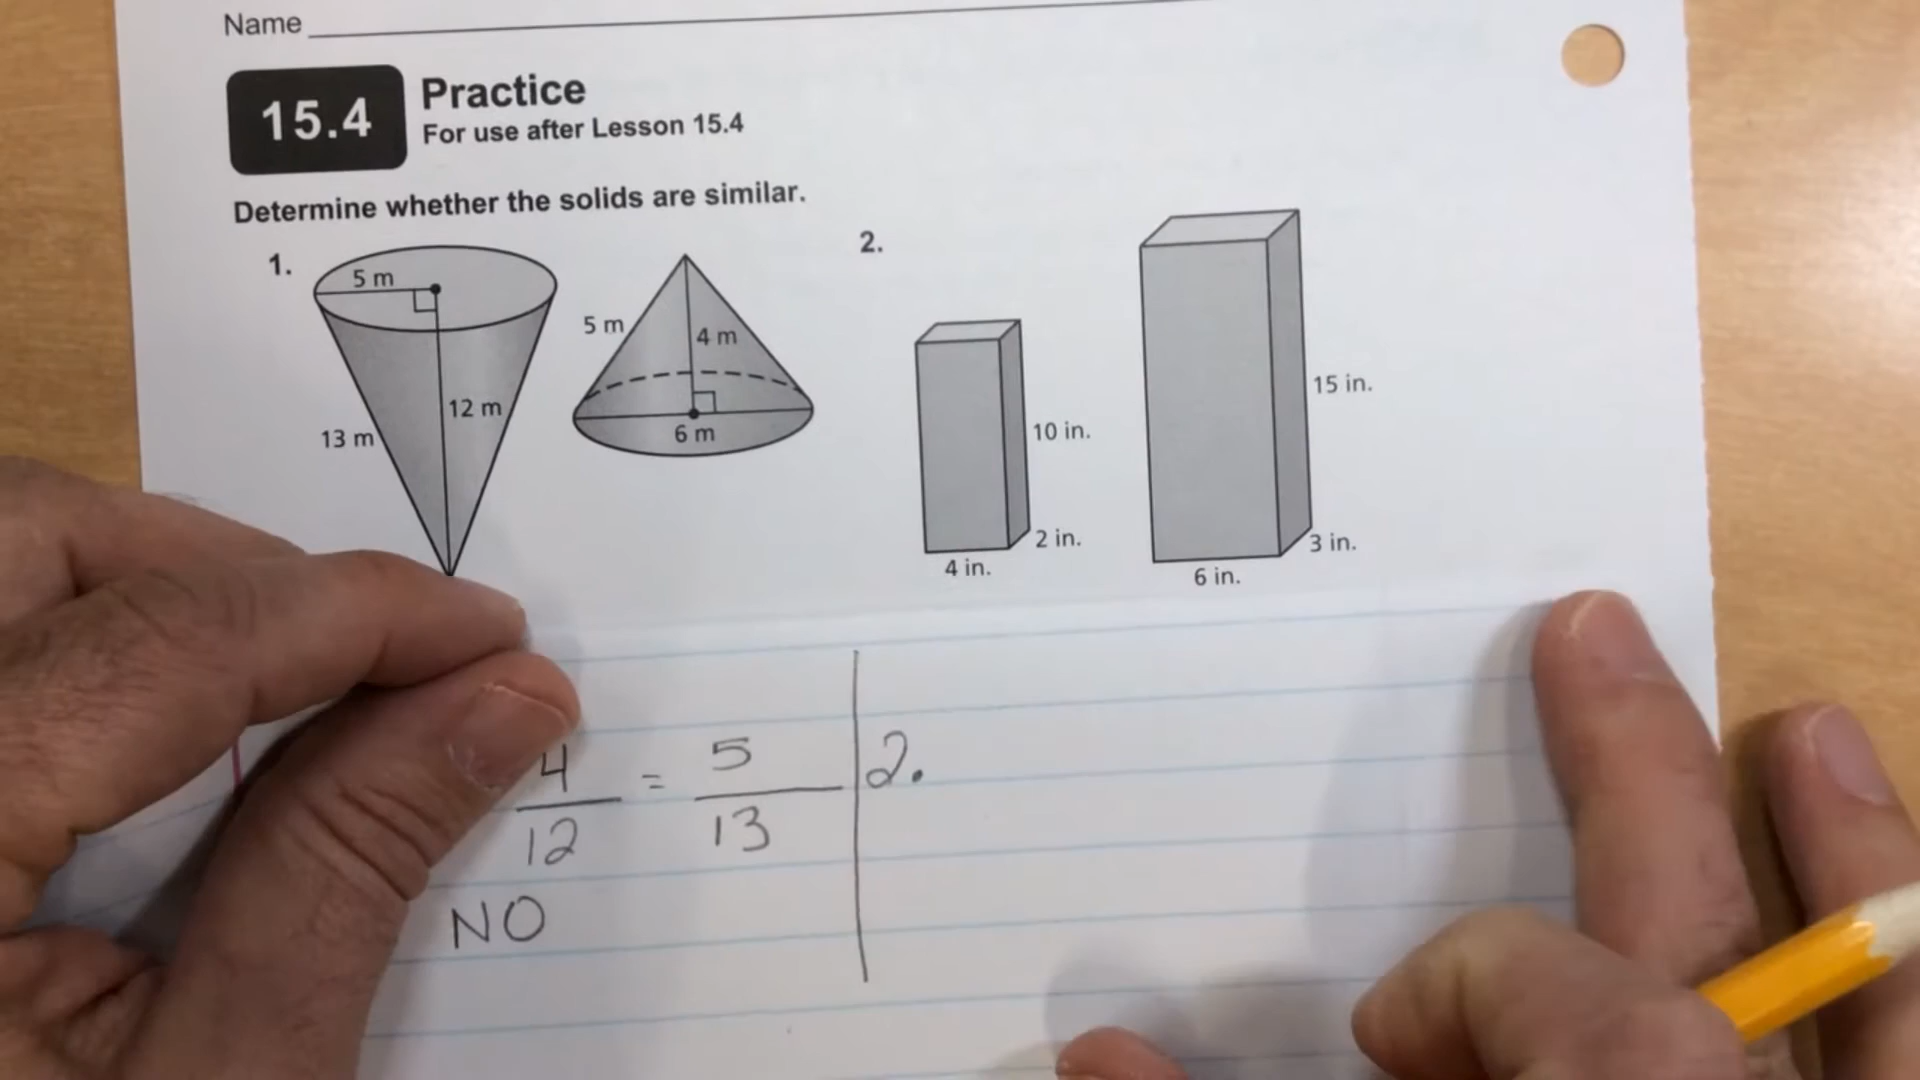 Name
15.4
Practice
For use after Lesson 15.4
Determine whether the solids are similar.
1.
5 m
12 m
13 m
5 m
4 m
6 m
2.
10 in.
2 in.
4 in.
15 in.
3 in.
6 in.
4/12 = 5/13
NO
2.